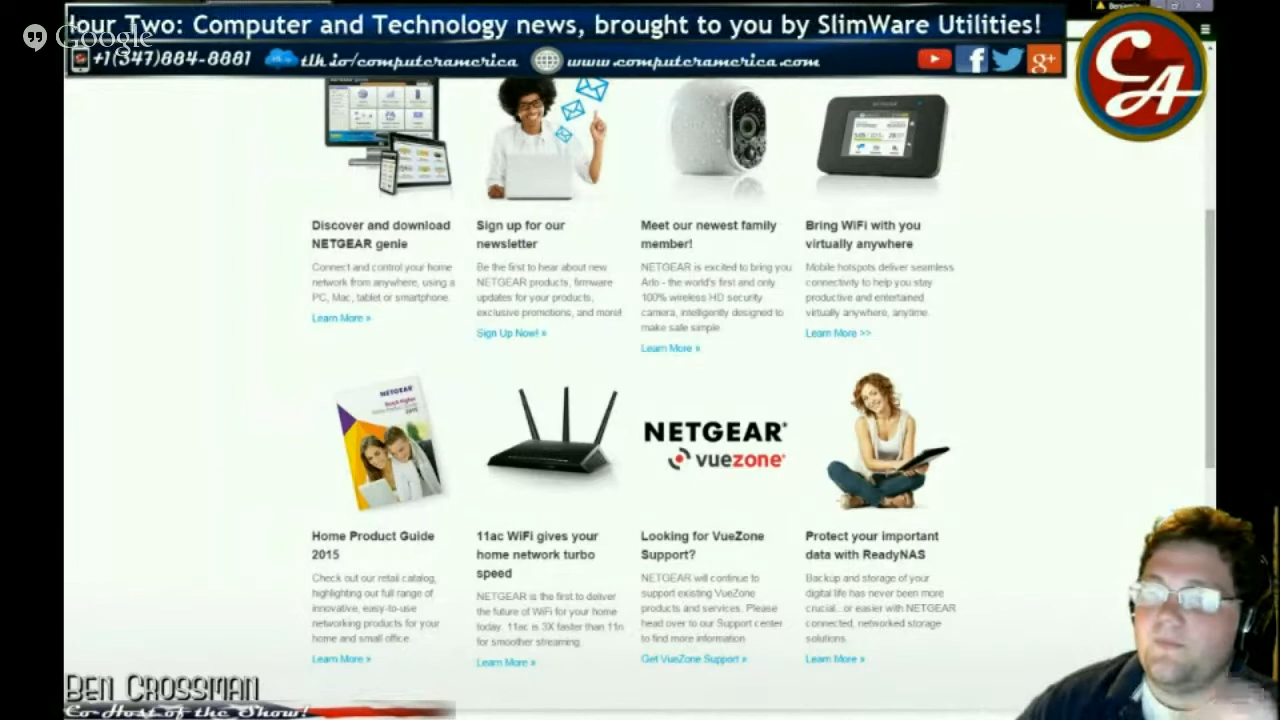 Hour Two: Computer and Technology news, brought to you by SlimWare Utilities!
Google
+1(347)884-8881
tlk.io/computeramerica
www.computeramerica.com
CA
NETGEAR
Discover and download
NETGEAR genie
Connect and control your home
network from anywhere, using a
PC, Mac, tablet or smartphone.
Learn More »
Sign up for our
newsletter
Be the first to hear about new
NETGEAR products, firmware
updates for your products,
exclusive promotions, and more!
Sign Up Now! »
Meet our newest family
member!
NETGEAR is excited to bring you
Arlo - the world's first and only
100% wireless HD security
camera, intelligently designed to
make safe simple.
Learn More »
Bring WiFi with you
virtually anywhere
Mobile hotspots deliver seamless
connectivity to help you stay
productive and entertained
virtually anywhere, anytime.
Learn More >>
NETGEAR
2015
Home Product Guide
2015
Check out our retail catalog,
highlighting our full range of
innovative, easy-to-use
networking products for your
home and small office.
Learn More »
11ac WiFi gives your
home network turbo
speed
NETGEAR is the first to deliver
the future of WiFi for your home
today. 11ac is 3X faster than 11n
for smoother streaming.
Learn More »
NETGEAR®
vuezone®
Looking for VueZone
Support?
NETGEAR will continue to
support existing VueZone
products and services. Please
head over to our Support center
to find more information
Get VueZone Support »
Protect your important
data with ReadyNAS
Backup and storage of your
digital life has never been more
crucial...or easier with NETGEAR
connected, networked storage
solutions.
Learn More »
Ben Crossman
Co-Host of the Show!